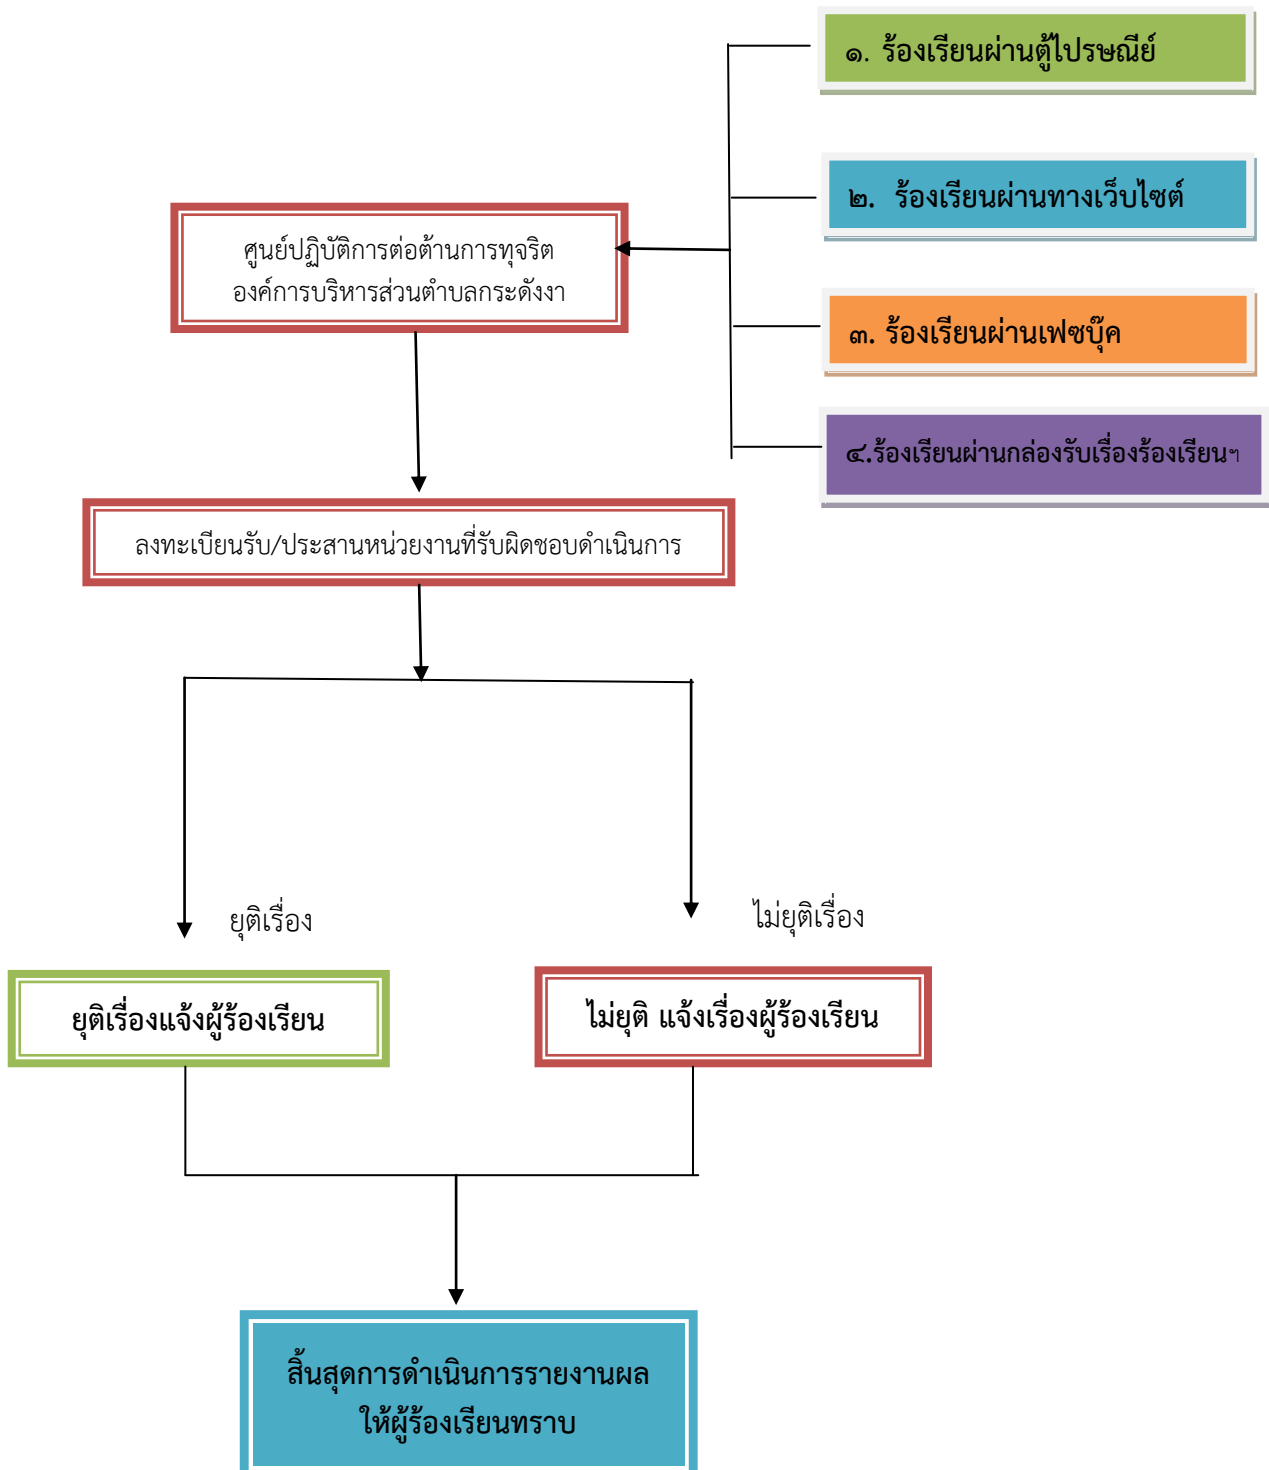 ๑. ร้องเรียนผ่านตู้ไปรษณีย์
๒. ร้องเรียนผ่านทางเว็บไซต์
ศูนย์ปฏิบัติการต่อต้านการทุจริต
องค์การบริหารส่วนตำบลกระดังงา
๓. ร้องเรียนผ่านเฟซบุ๊ค
๔.ร้องเรียนผ่านกล่องรับเรื่องร้องเรียนฯ
ลงทะเบียนรับ/ประสานหน่วยงานที่รับผิดชอบดำเนินการ
ยุติเรื่อง
ไม่ยุติเรื่อง
ยุติเรื่องแจ้งผู้ร้องเรียน
ไม่ยุติ แจ้งเรื่องผู้ร้องเรียน
สิ้นสุดการดำเนินการรายงานผล
ให้ผู้ร้องเรียนทราบ